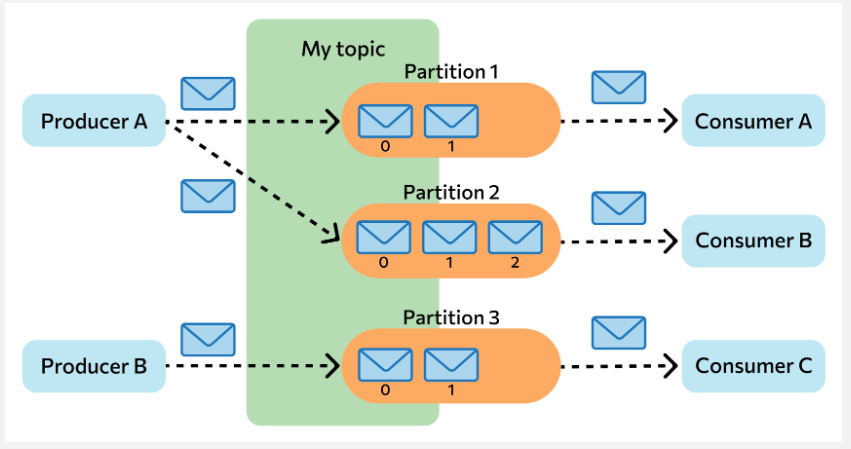 My topic
Partition 1
Producer A
0 1
Consumer A
Partition 2
0 1 2
Consumer B
Partition 3
Producer B
0 1
Consumer C